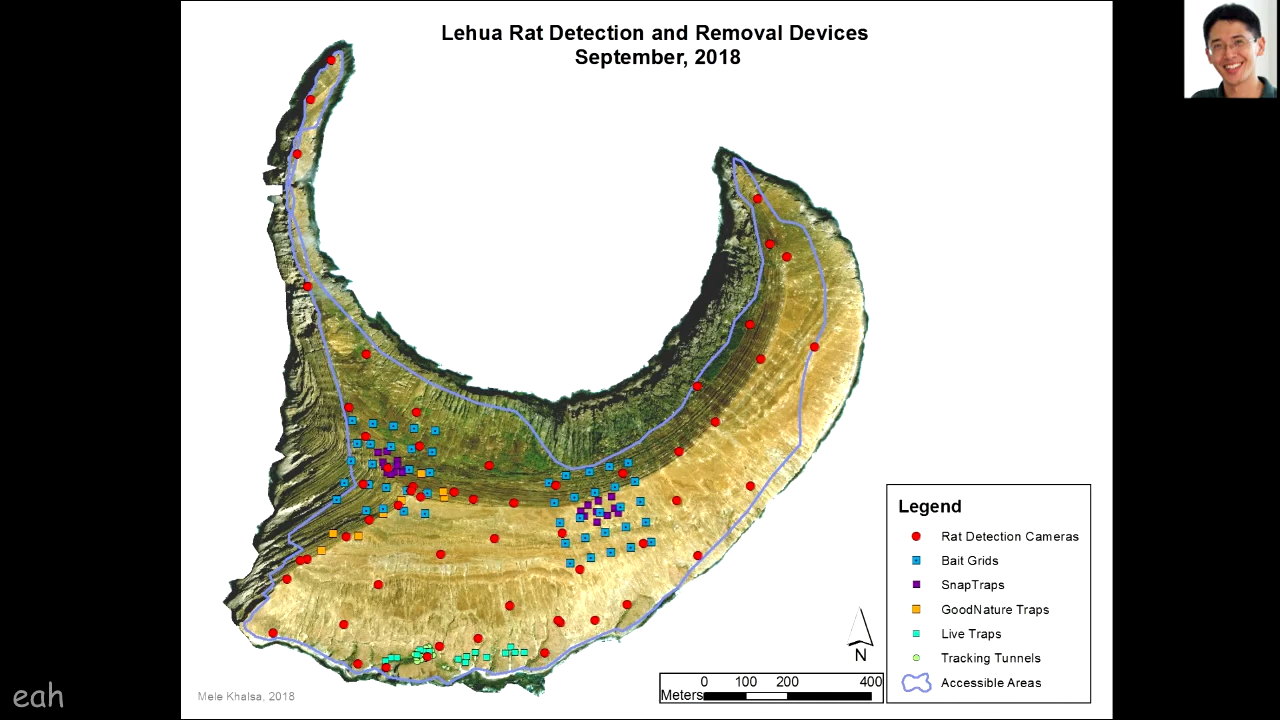 Lehua Rat Detection and Removal Devices
September, 2018
Legend
Rat Detection Cameras
Bait Grids
SnapTraps
GoodNature Traps
Live Traps
Tracking Tunnels
Accessible Areas
N
0 100 200 400
Meters
Mele Khalsa, 2018
eah